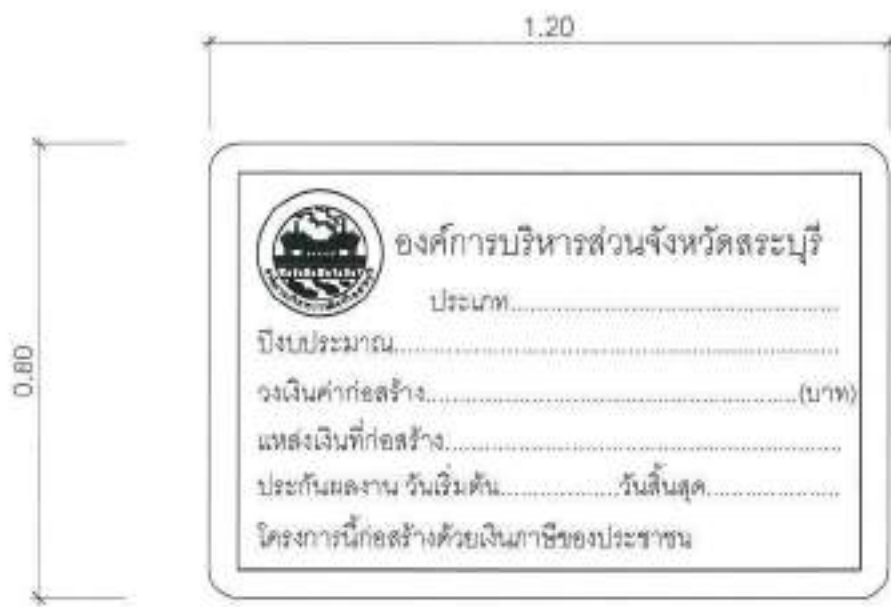 1.20
0.80
องค์การบริหารส่วนจังหวัดสระบุรี
ประเภท......................................................
ปีงบประมาณ......................................................................
วงเงินค่าก่อสร้าง..........................................................(บาท)
แหล่งเงินที่ก่อสร้าง..............................................................
ประกันผลงาน วันเริ่มต้น...................วันสิ้นสุด.....................
โครงการนี้ก่อสร้างด้วยเงินภาษีของประชาชน